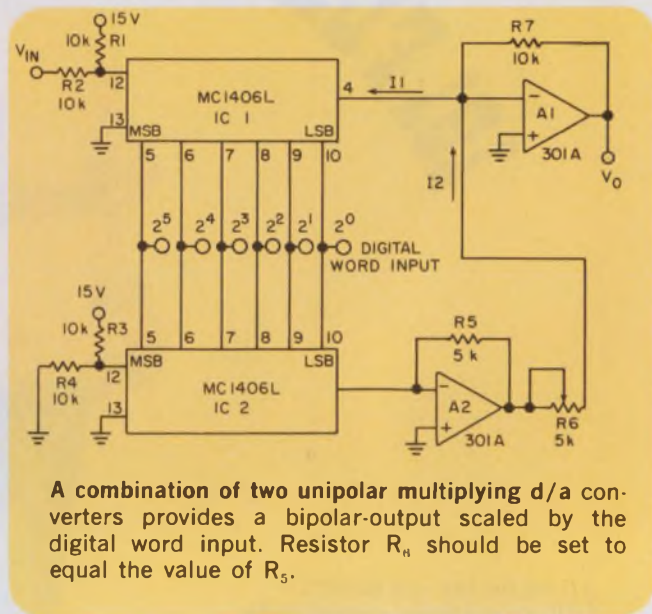 15V
10k R1
VIN
R2
10k
12
13
MC1406L
IC 1
MSB
LSB
5 6 7 8 9 10
4
I1
R7
10k
A1
301A
VO
I2
2^5 2^4 2^3 2^2 2^1 2^0
DIGITAL
WORD INPUT
15V
10k R3
R4
10k
12
13
5 6 7 8 9 10
MSB
LSB
MC1406L
IC 2
R5
5 k
A2
301A
R6
5k
A combination of two unipolar multiplying d/a con-
verters provides a bipolar-output scaled by the
digital word input. Resistor R should be set to
equal the value of R5.